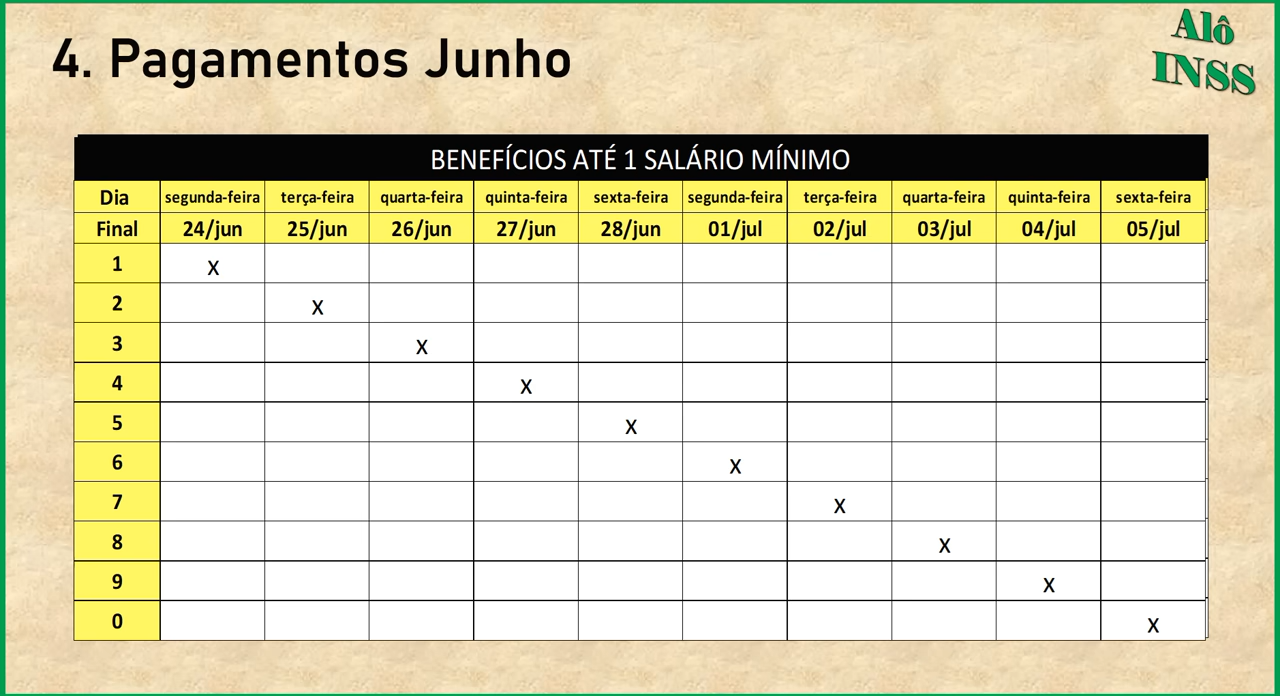 4. Pagamentos Junho
Alô
INSS
BENEFÍCIOS ATÉ 1 SALÁRIO MÍNIMO
Dia segunda-feira terça-feira quarta-feira quinta-feira sexta-feira segunda-feira terça-feira quarta-feira quinta-feira sexta-feira
Final 24/jun 25/jun 26/jun 27/jun 28/jun 01/jul 02/jul 03/jul 04/jul 05/jul
1 X
2 X
3 X
4 X
5 X
6 X
7 X
8 X
9 X
0 X